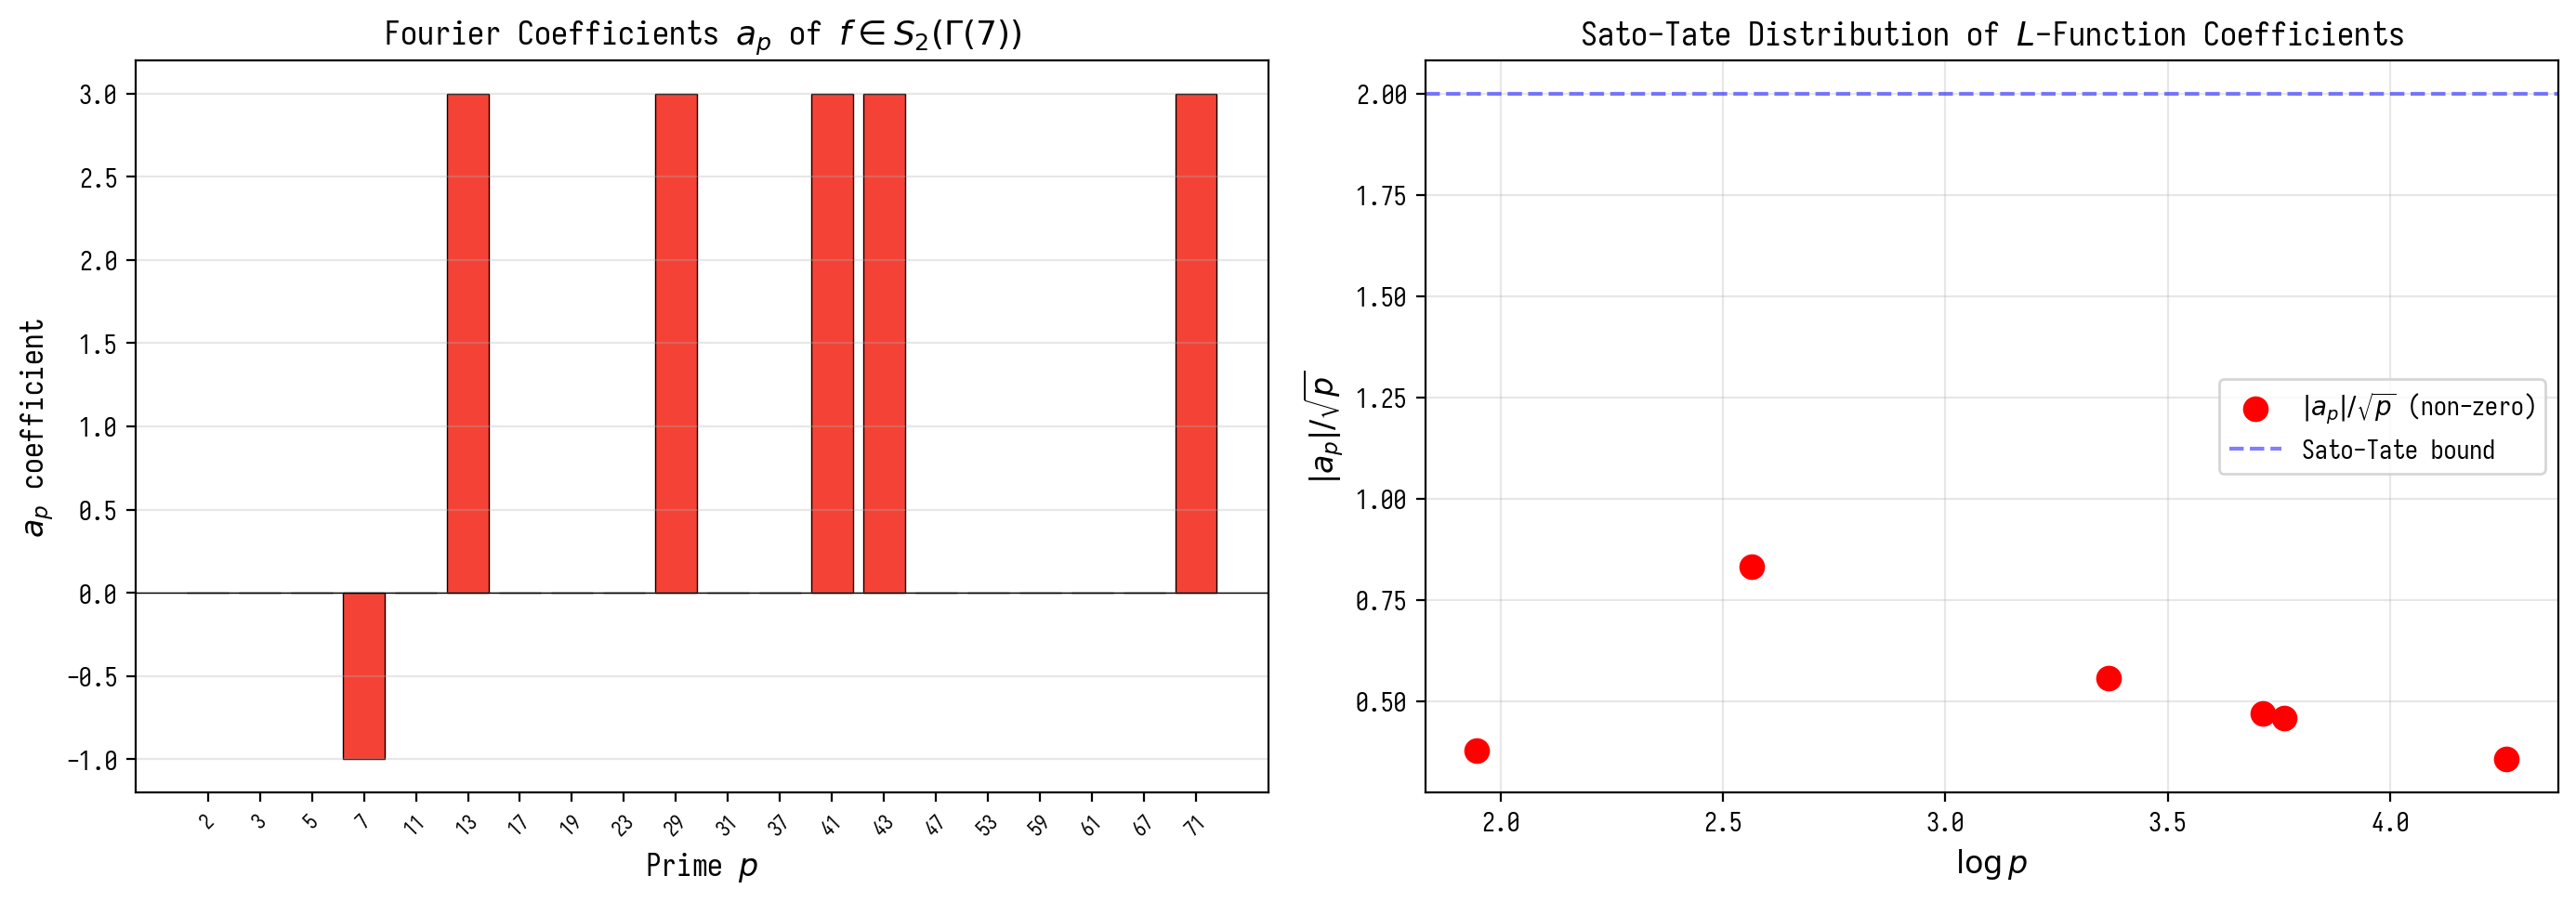 Fourier Coefficients a_p of f∈S_2(Γ(7))
3.0
2.5
2.0
1.5
1.0
0.5
0.0
−0.5
−1.0
a_p coefficient
2 3 5 7 11 13 17 19 23 29 31 37 41 43 47 53 59 61 67 71
Prime p
Sato-Tate Distribution of L-Function Coefficients
2.00
1.75
1.50
1.25
1.00
0.75
0.50
|a_p|/√p
|a_p|/√p (non-zero)
Sato-Tate bound
2.0 2.5 3.0 3.5 4.0
log p